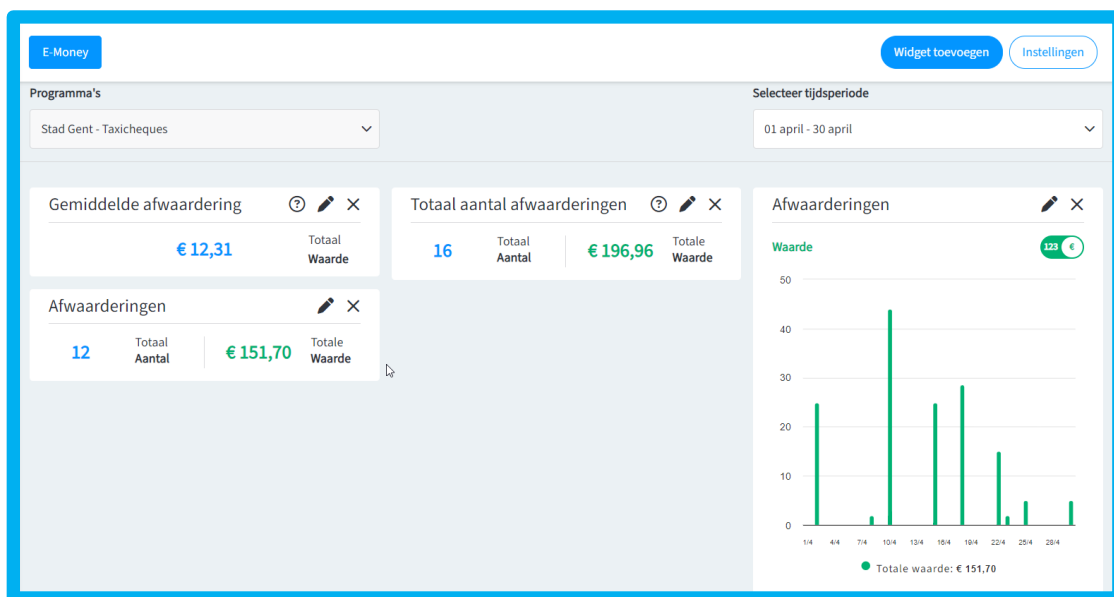 E-Money
Widget toevoegen
Instellingen
Programma's
Selecteer tijdsperiode
Stad Gent - Taxicheques
01 april - 30 april
Gemiddelde afwaardering
€ 12,31
Totaal
Waarde
Totaal aantal afwaarderingen
16
Totaal
Aantal
€ 196,96
Totale
Waarde
Afwaarderingen
12
Totaal
Aantal
€ 151,70
Totale
Waarde
Afwaarderingen
Waarde
123 €
50
40
30
20
10
0
1/4 4/4 7/4 10/4 13/4 16/4 19/4 22/4 25/4 28/4
Totale waarde: € 151,70